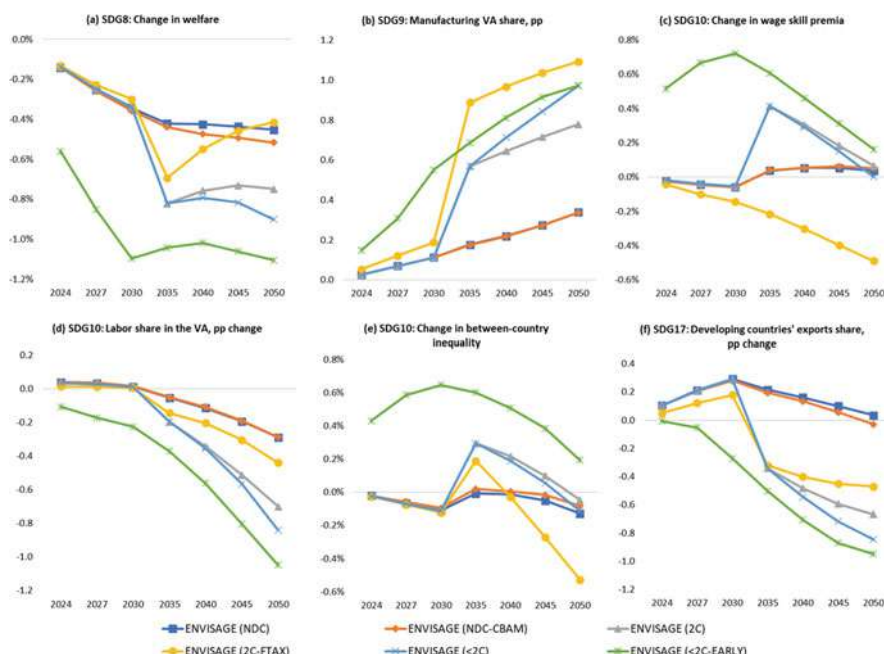 (a) SDG8: Change in welfare
0.0%
-0.2%
-0.4%
-0.6%
-0.8%
-1.0%
-1.2%
2024 2027 2030 2035 2040 2045 2050
(b) SDG9: Manufacturing VA share, pp
1.2
1.0
0.8
0.6
0.4
0.2
0.0
2024 2027 2030 2035 2040 2045 2050
(c) SDG10: Change in wage skill premia
0.8%
0.6%
0.4%
0.2%
0.0%
-0.2%
-0.4%
-0.6%
2024 2027 2030 2035 2040 2045 2050
(d) SDG10: Labor share in the VA, pp change
0.2
0.0
-0.2
-0.4
-0.6
-0.8
-1.0
-1.2
2024 2027 2030 2035 2040 2045 2050
(e) SDG10: Change in between-country
inequality
0.8%
0.6%
0.4%
0.2%
0.0%
-0.2%
-0.4%
-0.6%
2024 2027 2030 2035 2040 2045 2050
(f) SDG17: Developing countries' exports share,
pp change
0.4
0.2
0.0
-0.2
-0.4
-0.6
-0.8
-1.0
-1.2
2024 2027 2030 2035 2040 2045 2050
ENVISAGE (NDC) ENVISAGE (NDC-CBAM) ENVISAGE (2C)
ENVISAGE (2C-FTAX) ENVISAGE (<2C) ENVISAGE (<2C-EARLY)